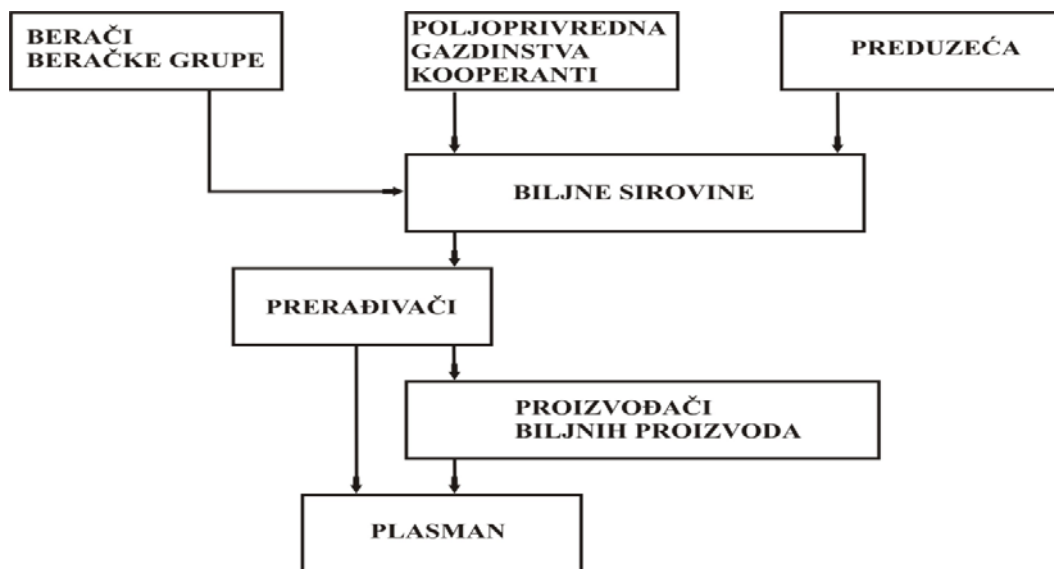 BERAČI
BERAČKE GRUPE
POLJOPRIVREDNA
GAZDINSTVA
KOOPERANTI
PREDUZEĆA
BILJNE SIROVINE
PRERAĐIVAČI
PROIZVOĐAČI
BILJNIH PROIZVODA
PLASMAN